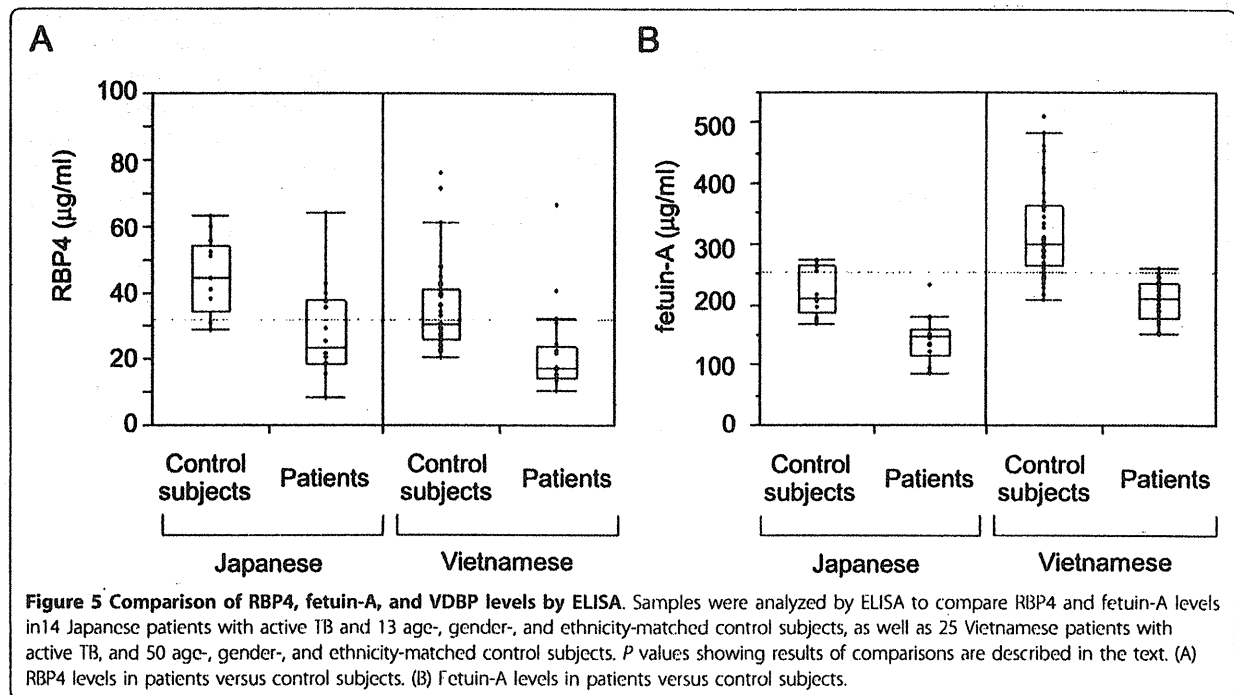 A
B
100
80
60
40
20
0
RBP4 (µg/ml)
500
400
300
200
100
0
fetuin-A (µg/ml)
Control subjects
Patients
Control subjects
Patients
Japanese
Vietnamese
Control subjects
Patients
Control subjects
Patients
Japanese
Vietnamese
Figure 5 Comparison of RBP4, fetuin-A, and VDBP levels by ELISA. Samples were analyzed by ELISA to compare RBP4 and fetuin-A levels
in14 Japanese patients with active TB and 13 age-, gender-, and ethnicity-matched control subjects, as well as 25 Vietnamese patients with
active TB, and 50 age-, gender-, and ethnicity-matched control subjects. P values showing results of comparisons are described in the text. (A)
RBP4 levels in patients versus control subjects. (B) Fetuin-A levels in patients versus control subjects.